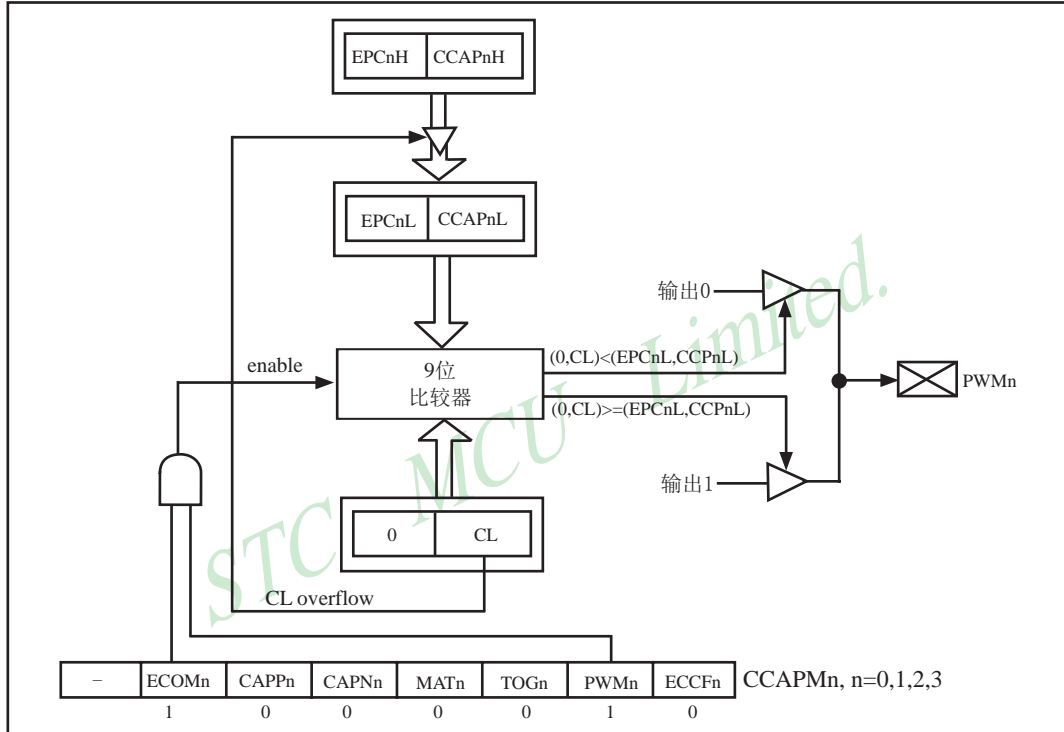 EPCnH CCAPnH
EPCnL CCAPnL
输出0
(0,CL)<(EPCnL,CCPnL)
enable
9位
比较器
PWMn
(0,CL)>=(EPCnL,CCPnL)
输出1
0 CL
CL overflow
STC MCU Limited.
– ECOMn CAPPn CAPNn MATn TOGn PWMn ECCFn CCAPMn, n=0,1,2,3
1 0 0 0 0 1 0